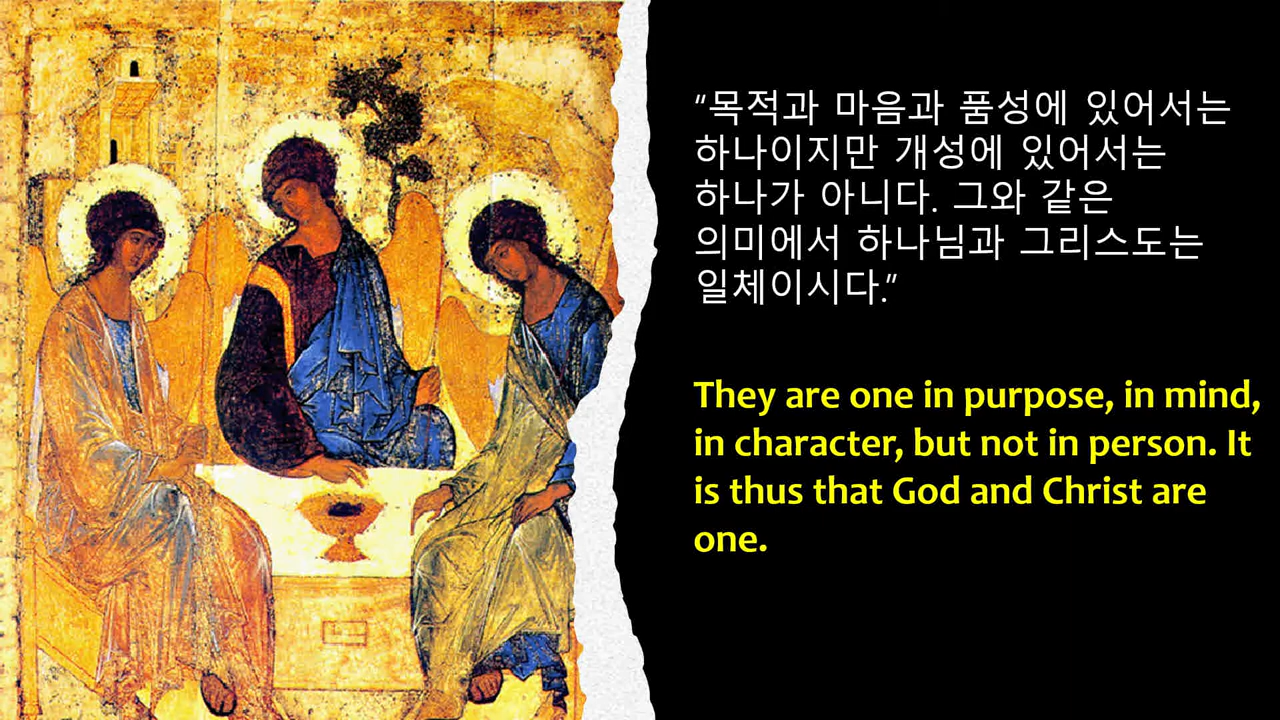 “목적과 마음과 품성에 있어서는
하나이지만 개성에 있어서는
하나가 아니다. 그와 같은
의미에서 하나님과 그리스도는
일체이시다.”
They are one in purpose, in mind,
in character, but not in person. It
is thus that God and Christ are
one.